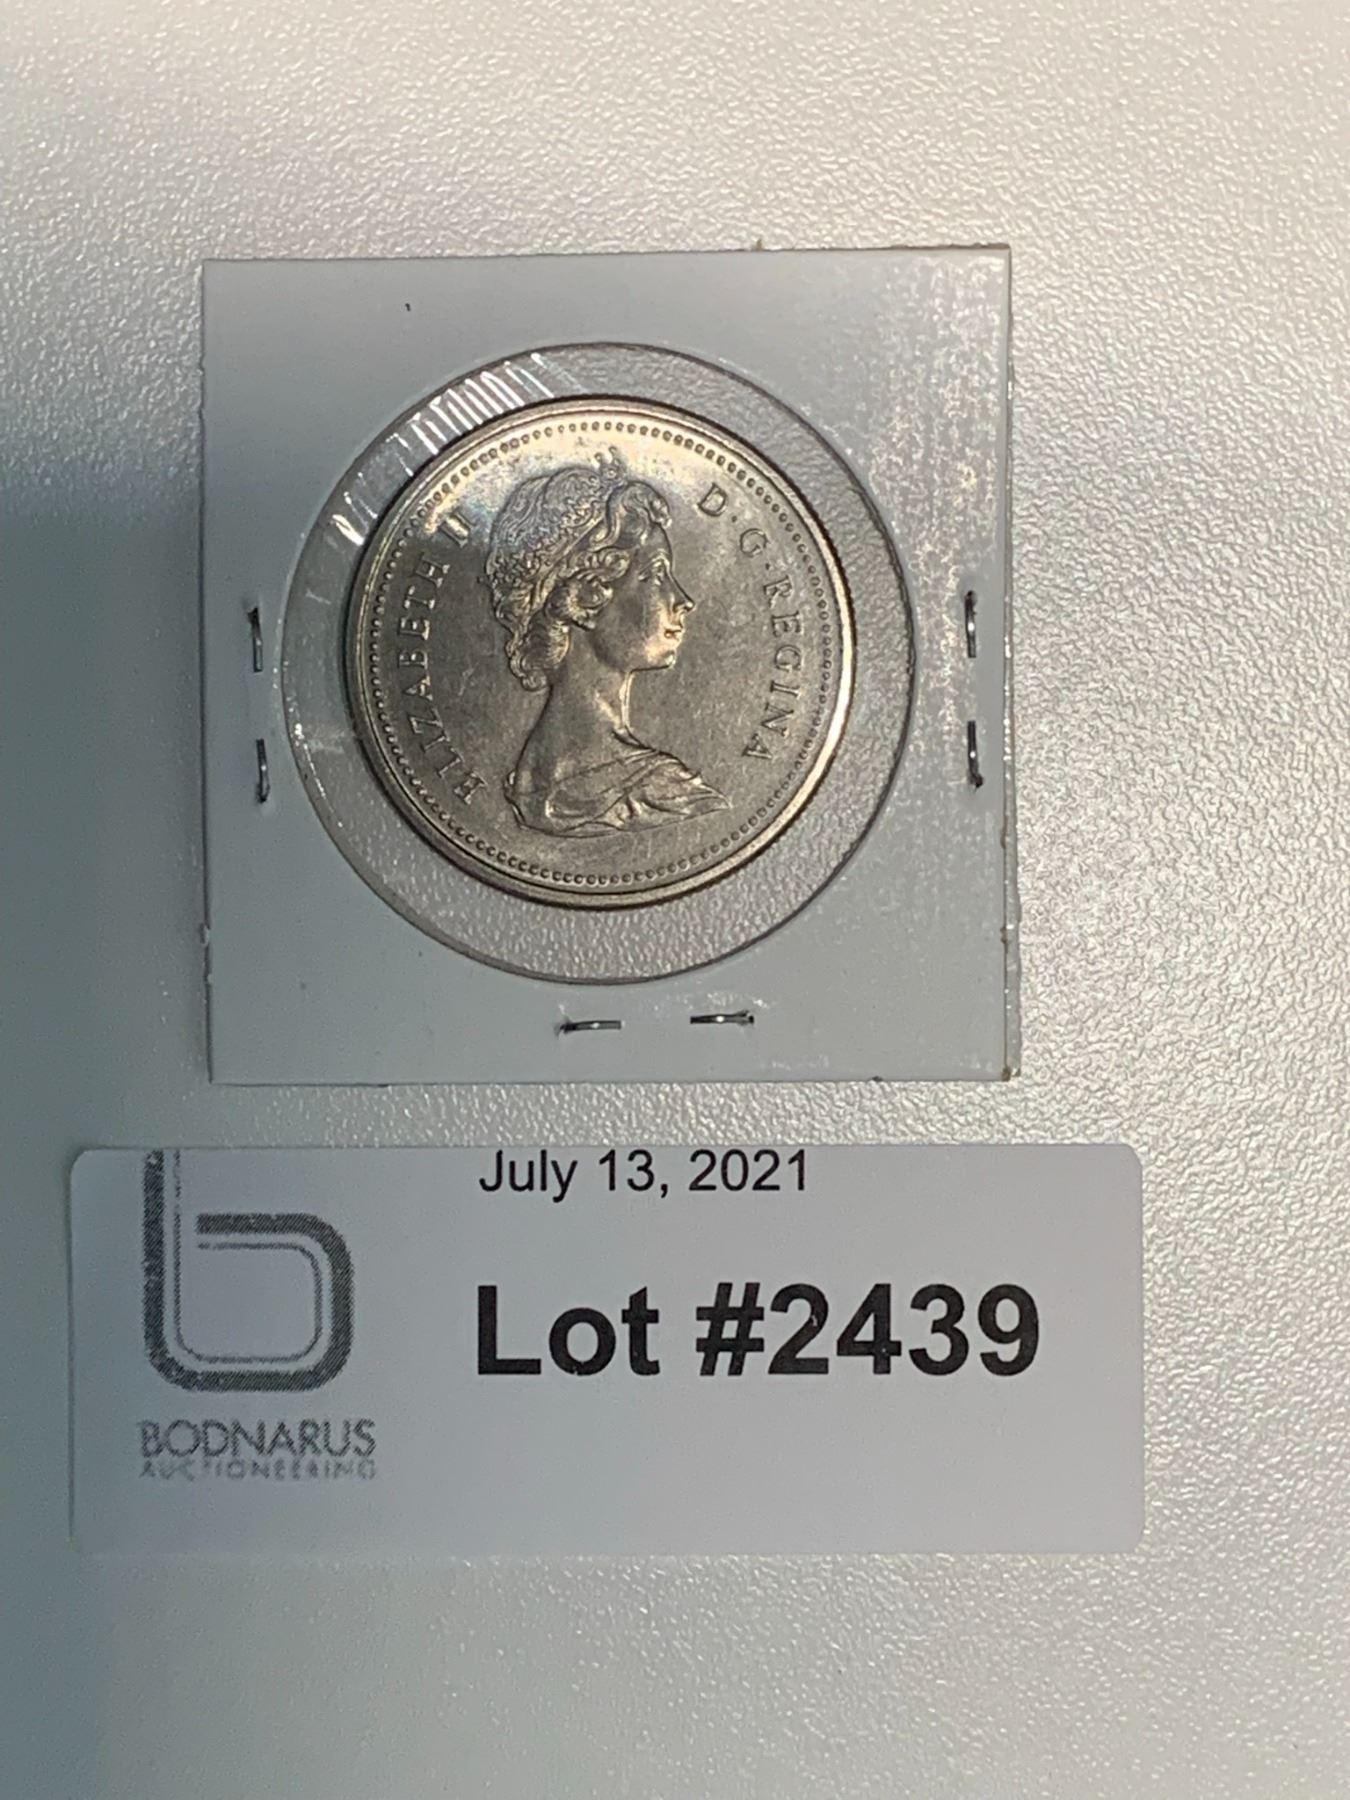 ELIZABETH II D·G·REGINA
July 13, 2021
Lot #2439
BODNARUS
AUCTIONEERING